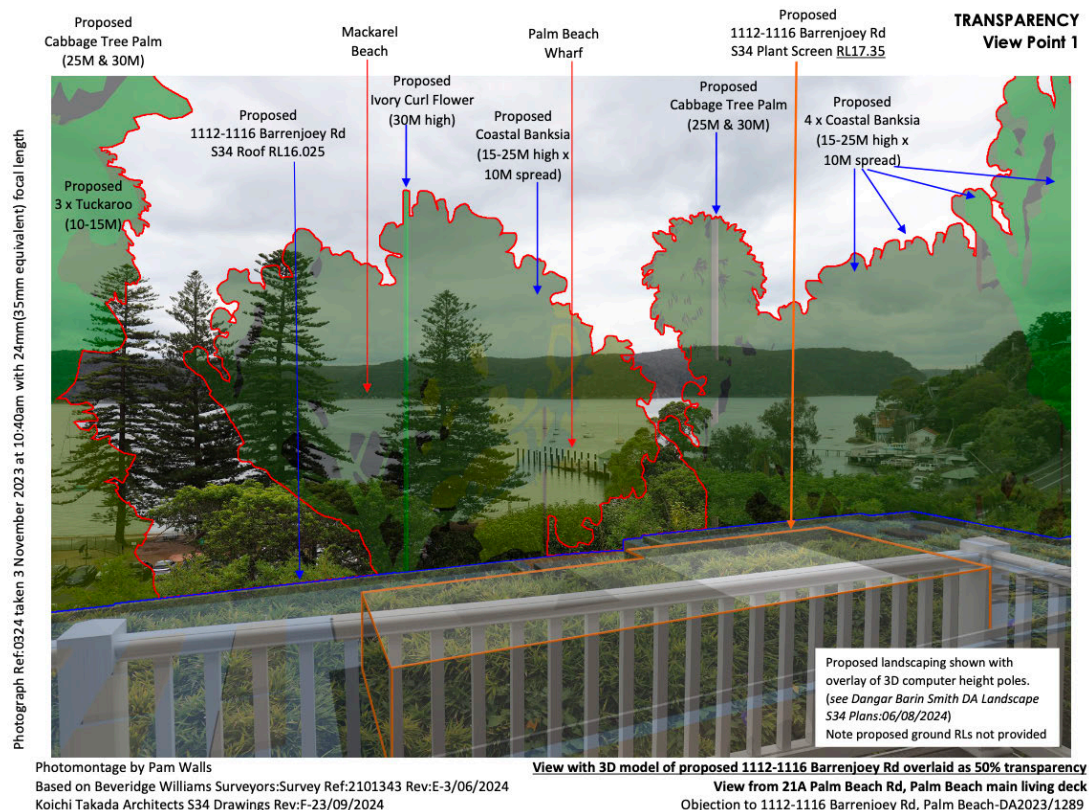 TRANSPARENCY
View Point 1
Proposed
Cabbage Tree Palm
(25M & 30M)
Mackarel
Beach
Palm Beach
Wharf
Proposed
1112-1116 Barrenjoey Rd
S34 Plant Screen RL17.35
Proposed
Ivory Curl Flower
(30M high)
Proposed
1112-1116 Barrenjoey Rd
S34 Roof RL16.025
Proposed
Coastal Banksia
(15-25M high x
10M spread)
Proposed
Cabbage Tree Palm
(25M & 30M)
Proposed
4 x Coastal Banksia
(15-25M high x
10M spread)
Proposed
3 x Tuckaroo
(10-15M)
Photograph Ref:0324 taken 3 November 2023 at 10:40am with 24mm(35mm equivalent) focal length
Proposed landscaping shown with
overlay of 3D computer height poles.
(see Dangar Barin Smith DA Landscape
S34 Plans:06/08/2024)
Note proposed ground RLs not provided
Photomontage by Pam Walls
Based on Beveridge Williams Surveyors:Survey Ref:2101343 Rev:E-3/06/2024
Koichi Takada Architects S34 Drawings Rev:F-23/09/2024
View with 3D model of proposed 1112-1116 Barrenjoey Rd overlaid as 50% transparency
View from 21A Palm Beach Rd, Palm Beach main living deck
Objection to 1112-1116 Barrenjoey Rd, Palm Beach-DA2023/1289